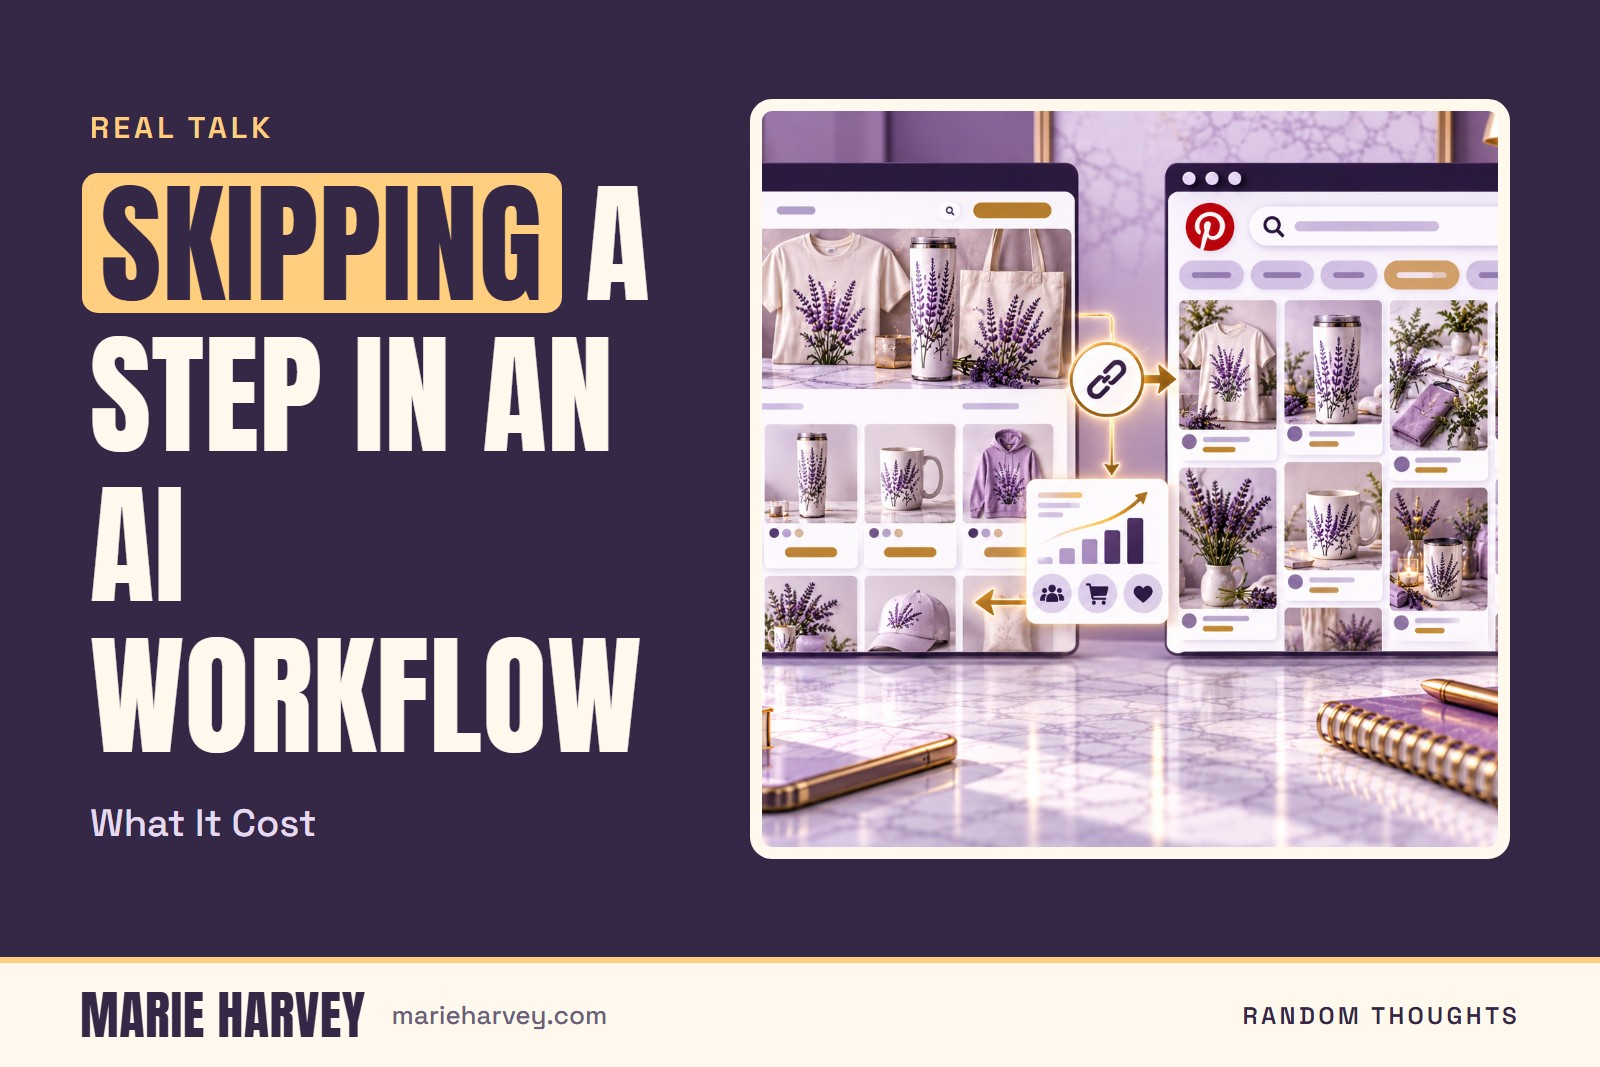 REAL TALK
SKIPPING A
STEP IN AN
AI
WORKFLOW
What It Cost
MARIE HARVEY
marieharvey.com
RANDOM THOUGHTS